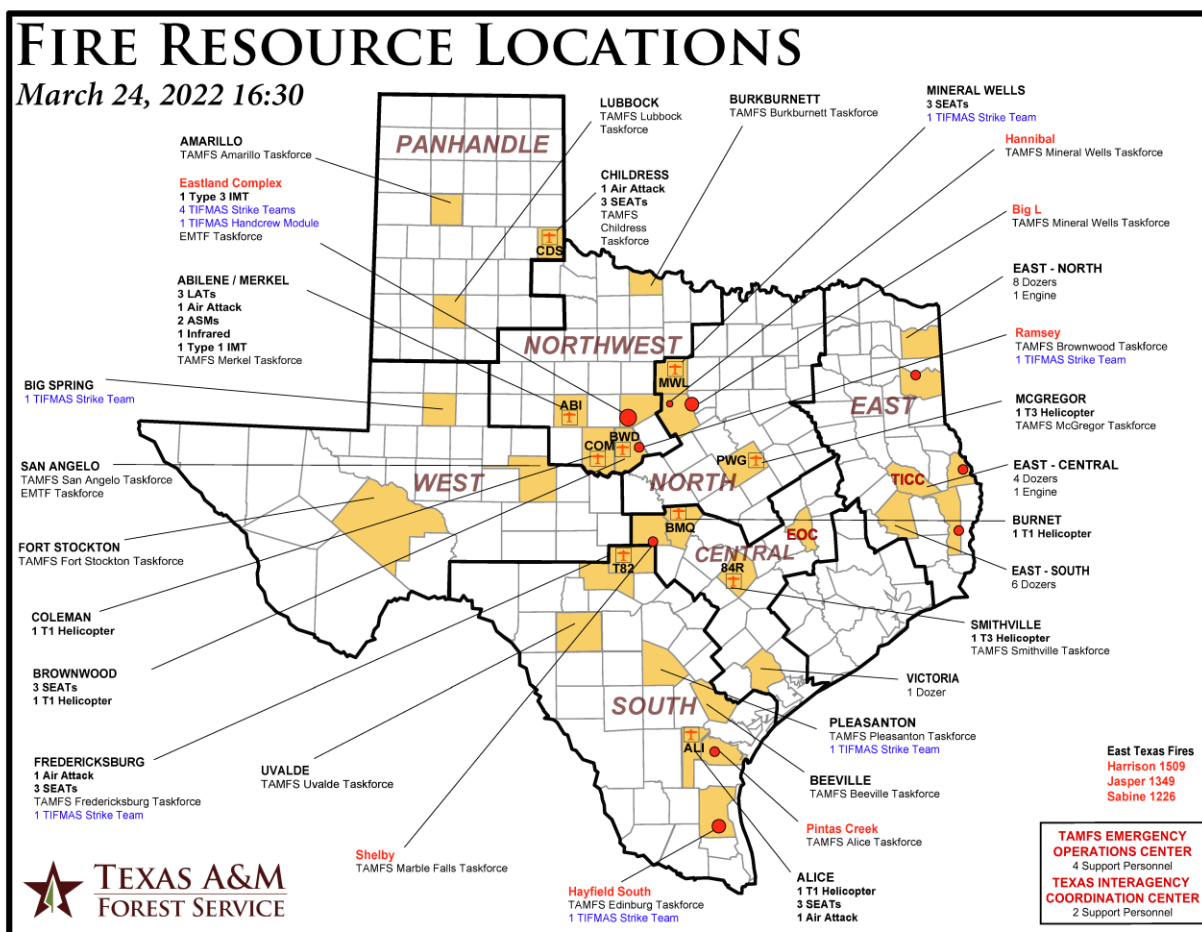 FIRE RESOURCE LOCATIONS
March 24, 2022 16:30
AMARILLO
TAMFS Amarillo Taskforce
Eastland Complex
1 Type 3 IMT
4 TIFMAS Strike Teams
1 TIFMAS Handcrew Module
EMTF Taskforce
ABILENE / MERKEL
3 LATs
1 Air Attack
2 ASMs
1 Infrared
1 Type 1 IMT
TAMFS Merkel Taskforce
BIG SPRING
1 TIFMAS Strike Team
SAN ANGELO
TAMFS San Angelo Taskforce
EMTF Taskforce
FORT STOCKTON
TAMFS Fort Stockton Taskforce
COLEMAN
1 T1 Helicopter
BROWNWOOD
3 SEATs
1 T1 Helicopter
FREDERICKSBURG
1 Air Attack
3 SEATs
TAMFS Fredericksburg Taskforce
1 TIFMAS Strike Team
LUBBOCK
TAMFS Lubbock
Taskforce
CHILDRESS
1 Air Attack
3 SEATs
TAMFS
Childress
Taskforce
BURKBURNETT
TAMFS Burkburnett Taskforce
MINERAL WELLS
3 SEATs
1 TIFMAS Strike Team
Hannibal
TAMFS Mineral Wells Taskforce
Big L
TAMFS Mineral Wells Taskforce
EAST - NORTH
8 Dozers
1 Engine
Ramsey
TAMFS Brownwood Taskforce
1 TIFMAS Strike Team
MCGREGOR
1 T3 Helicopter
TAMFS McGregor Taskforce
EAST - CENTRAL
4 Dozers
1 Engine
BURNET
1 T1 Helicopter
EAST - SOUTH
6 Dozers
SMITHVILLE
1 T3 Helicopter
TAMFS Smithville Taskforce
VICTORIA
1 Dozer
PLEASANTON
TAMFS Pleasanton Taskforce
1 TIFMAS Strike Team
BEEVILLE
TAMFS Beeville Taskforce
Pintas Creek
TAMFS Alice Taskforce
ALICE
1 T1 Helicopter
3 SEATs
1 Air Attack
UVALDE
TAMFS Uvalde Taskforce
Shelby
TAMFS Marble Falls Taskforce
Hayfield South
TAMFS Edinburg Taskforce
1 TIFMAS Strike Team
PANHANDLE
CDS
NORTHWEST
MWL
ABI
EAST
COM
BWD
PWG
WEST
NORTH
TICC
BMQ
EOC
CENTRAL
T82
84R
SOUTH
ALI
East Texas Fires
Harrison 1509
Jasper 1349
Sabine 1226
TAMFS EMERGENCY
OPERATIONS CENTER
4 Support Personnel
TEXAS INTERAGENCY
COORDINATION CENTER
2 Support Personnel
TEXAS A&M
FOREST SERVICE